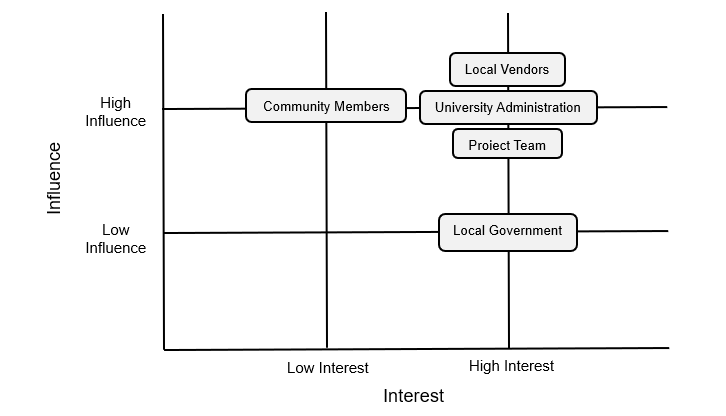 Local Vendors
High
Influence
Community Members
University Administration
Proiect Team
Influence
Low
Influence
Local Government
Low Interest
High Interest
Interest